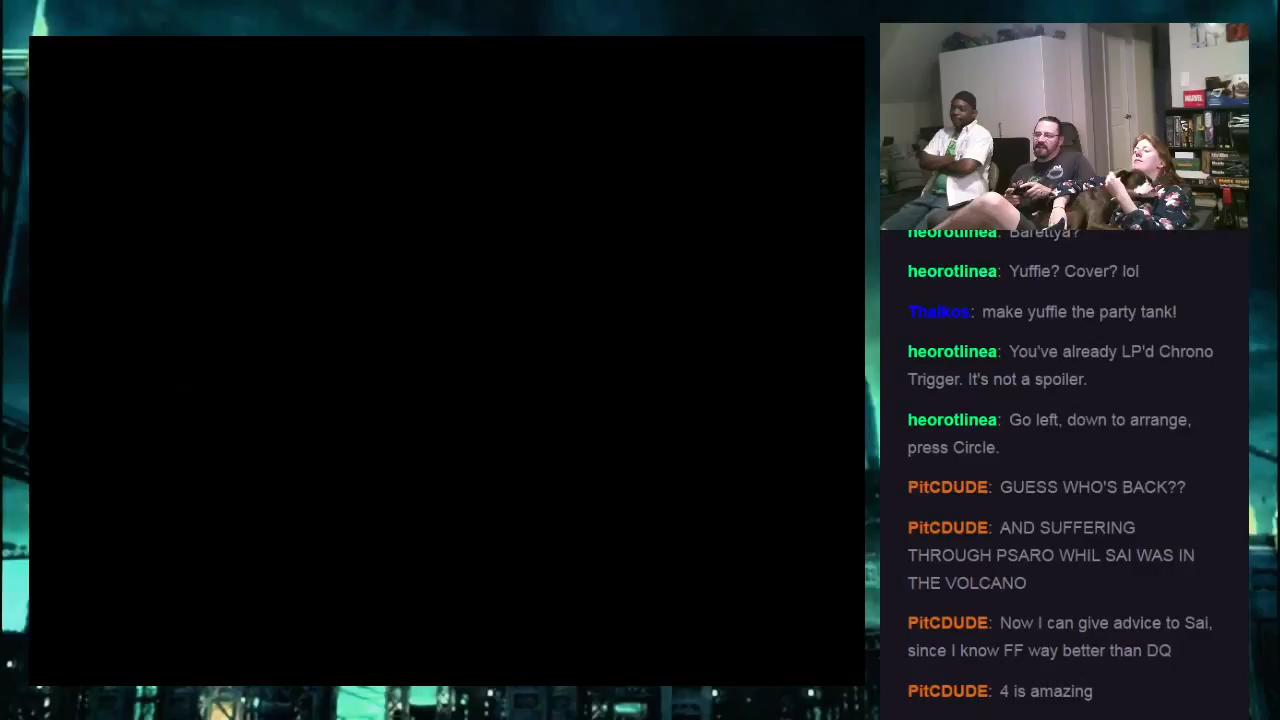 heorotlinea: Barettya?
heorotlinea: Yuffie? Cover? lol
Thalkos: make yuffie the party tank!
heorotlinea: You've already LP'd Chrono
Trigger. It's not a spoiler.
heorotlinea: Go left, down to arrange,
press Circle.
PitCDUDE: GUESS WHO'S BACK??
PitCDUDE: AND SUFFERING
THROUGH PSARO WHIL SAI WAS IN
THE VOLCANO
PitCDUDE: Now I can give advice to Sai,
since I know FF way better than DQ
PitCDUDE: 4 is amazing
MARVEL